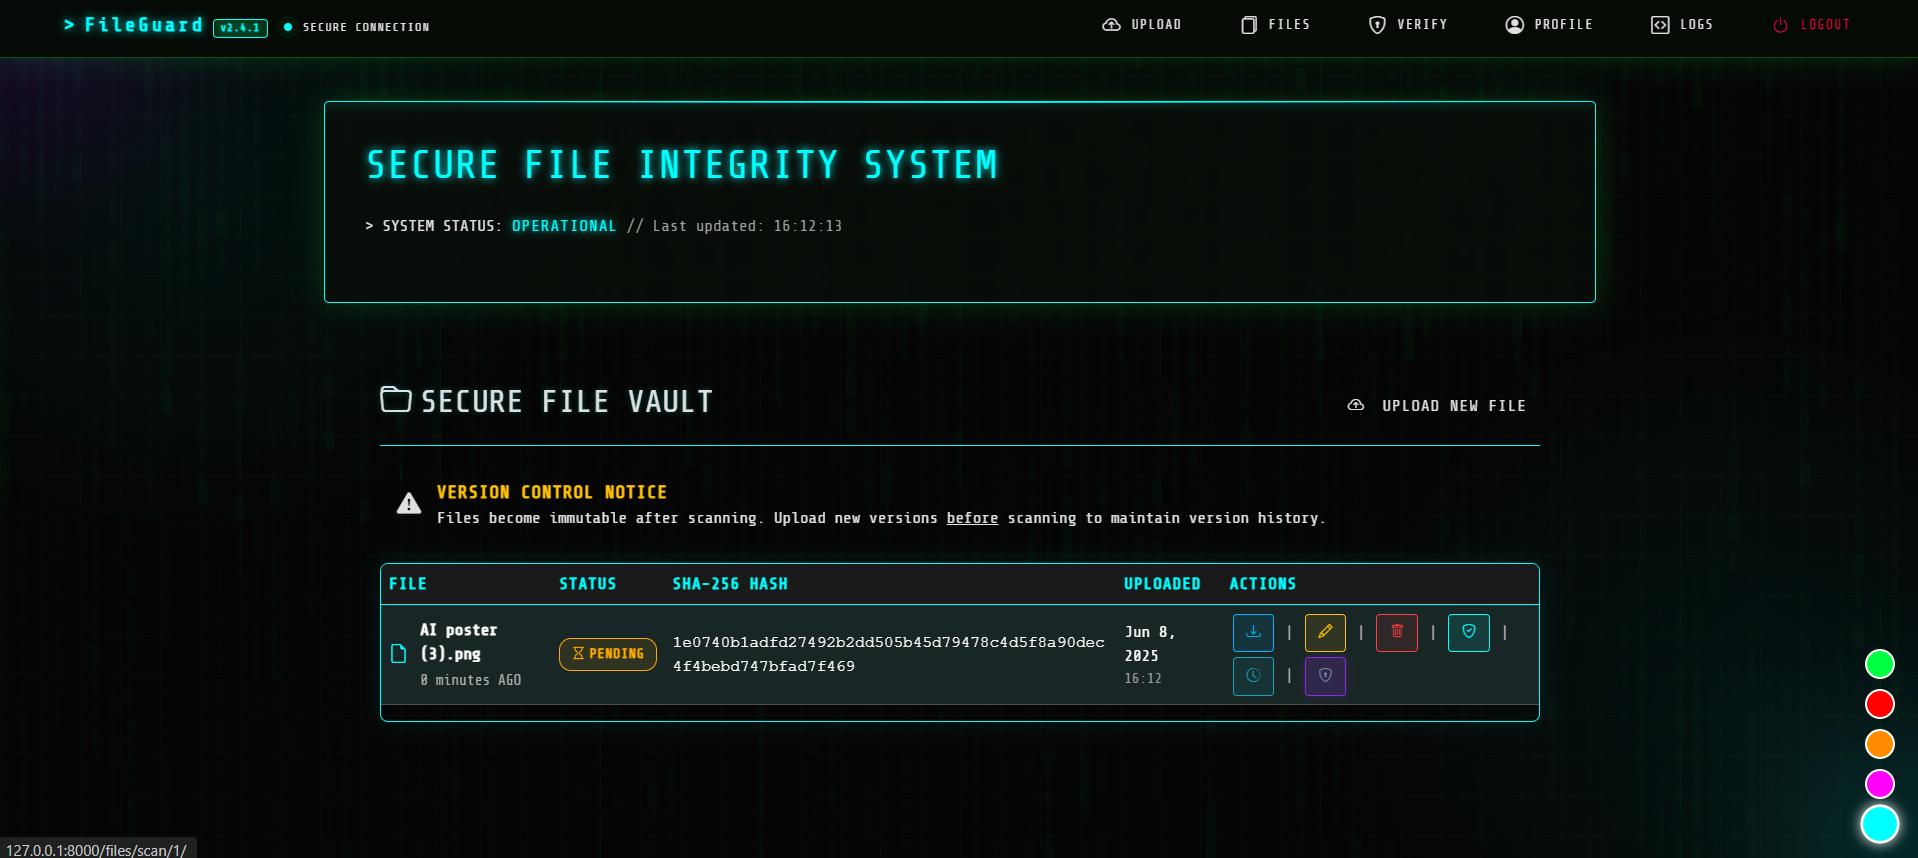 > FileGuard v2.4.1 SECURE CONNECTION UPLOAD FILES VERIFY PROFILE LOGS LOGOUT
SECURE FILE INTEGRITY SYSTEM
> SYSTEM STATUS: OPERATIONAL // Last updated: 16:12:13
SECURE FILE VAULT UPLOAD NEW FILE
VERSION CONTROL NOTICE
Files become immutable after scanning. Upload new versions before scanning to maintain version history.
FILE STATUS SHA-256 HASH UPLOADED ACTIONS
AI poster
(3).png
0 minutes AGO
PENDING
1e0740b1adfd27492b2dd505b45d79478c4d5f8a90dec
4f4bebd747bfad7f469
Jun 8,
2025
16:12
| | | |
|
127.0.0.1:8000/files/scan/1/